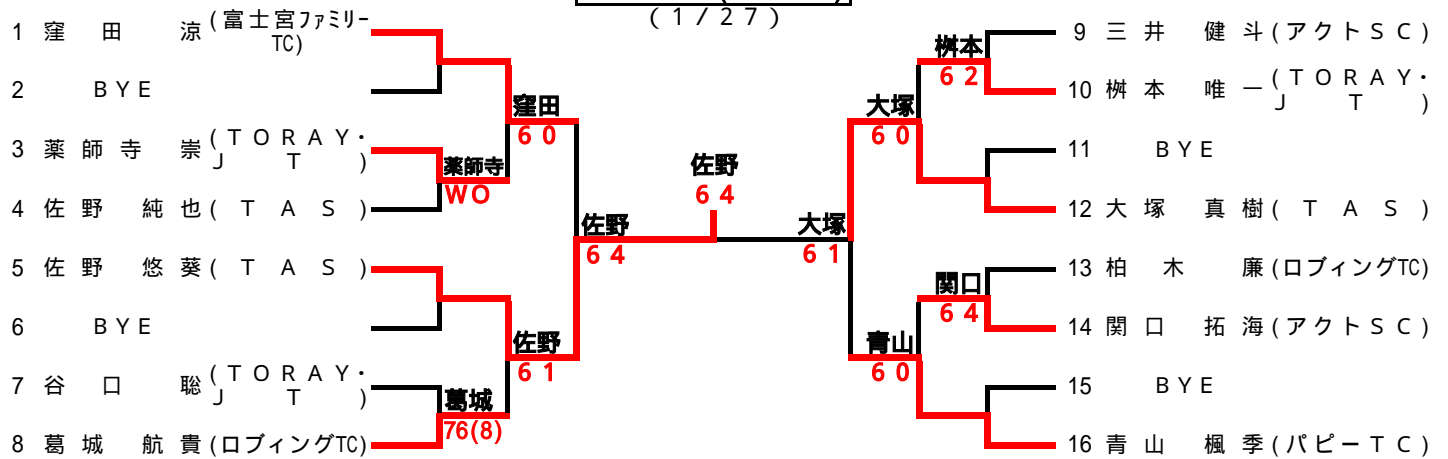 (1/27)
1 窪田 涼 (富士宮ファミリーTC)
2 BYE
3 薬師寺 崇 (TORAY・JT)
4 佐野 純也 (TAS)
5 佐野 悠葵 (TAS)
6 BYE
7 谷口 聡 (TORAY・JT)
8 葛城 航貴 (ロブィングTC)
薬師寺
WO
葛城
76(8)
窪田
60
佐野
61
佐野
64
佐野
64
大塚
61
大塚
60
青山
60
桝本
62
関口
64
9 三井 健斗 (アクトSC)
10 桝本 唯一 (TORAY・JT)
11 BYE
12 大塚 真樹 (TAS)
13 柏木 廉 (ロブィングTC)
14 関口 拓海 (アクトSC)
15 BYE
16 青山 楓季 (パピーTC)